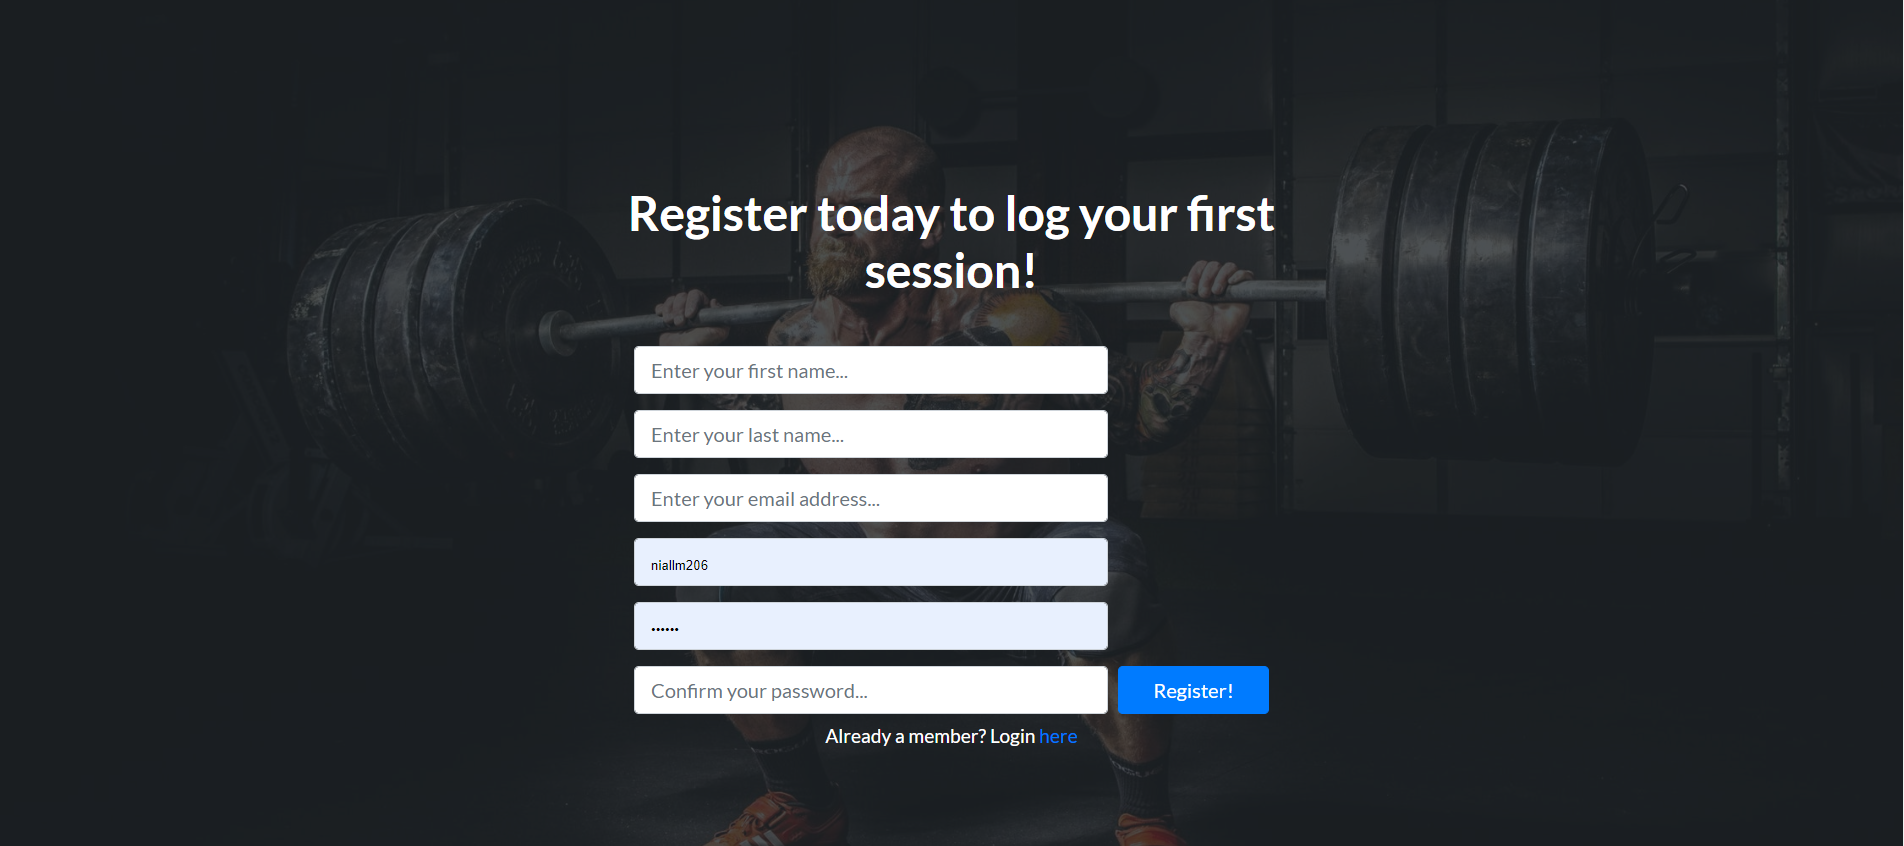 Register today to log your first
session!
Enter your first name...
Enter your last name...
Enter your email address...
niallm206
••••••
Confirm your password...
Register!
Already a member? Login here